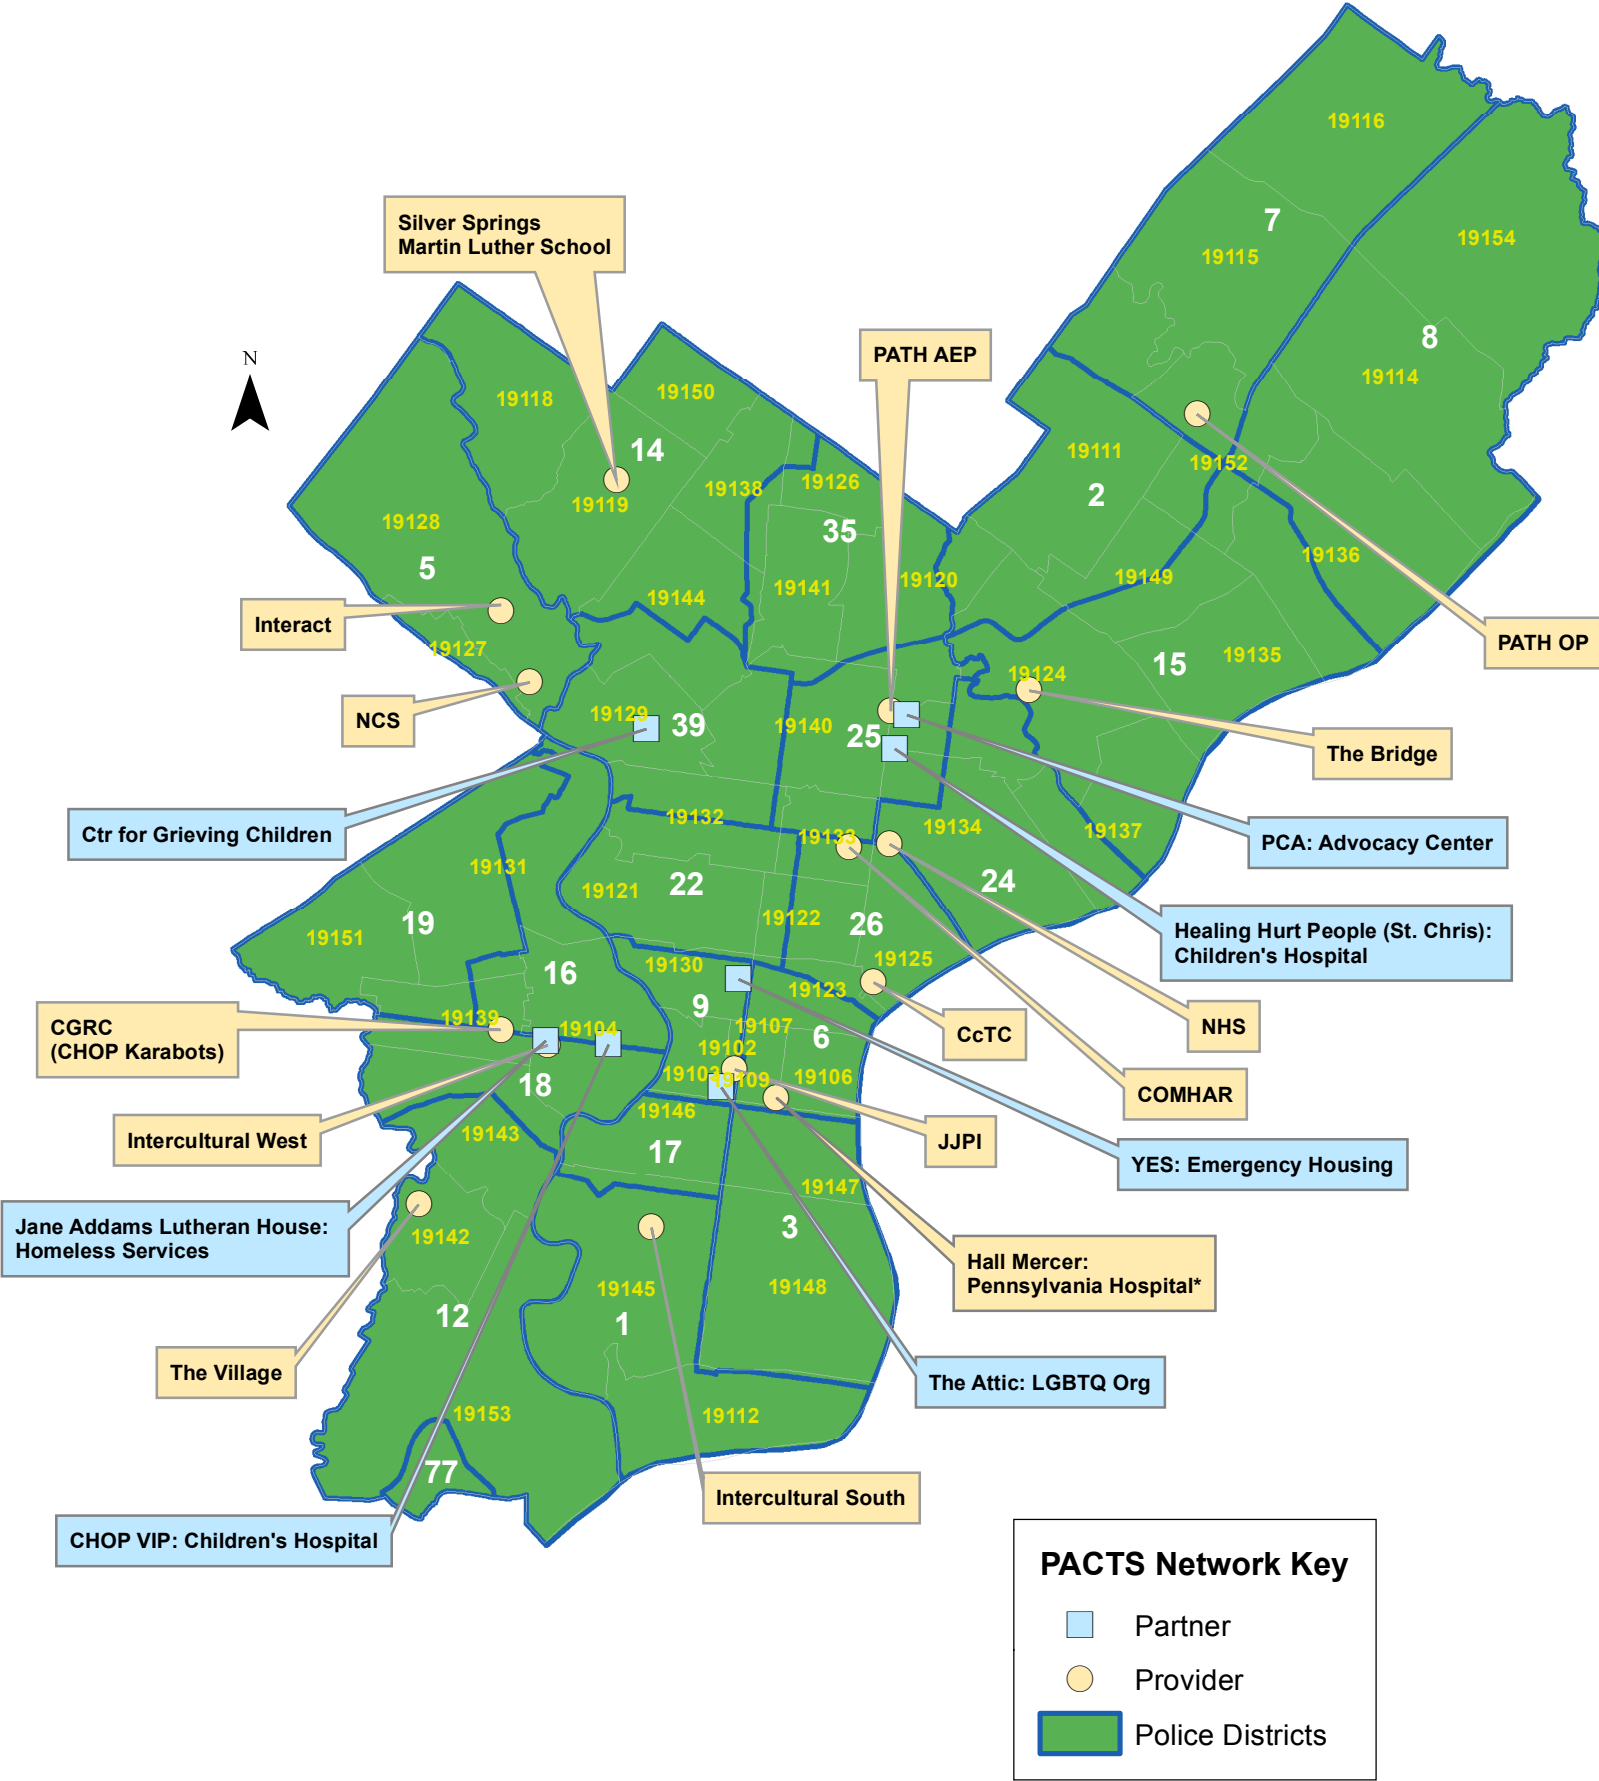 19116
7
19154
19115
Silver Springs
Martin Luther School
8
PATH AEP
N
19114
19118
19150
14
19111
19152
2
19138
19126
19119
35
19128
5
19136
19120
19149
19141
19144
Interact
PATH OP
19127
15
19135
19124
NCS
19129
39
19140
25
The Bridge
Ctr for Grieving Children
19132
19133
19134
19137
PCA: Advocacy Center
19131
19121
22
24
19151
19
19122
26
Healing Hurt People (St. Chris):
Children's Hospital
19125
16
19130
19123
9
CGRC
(CHOP Karabots)
19139
19104
19107
6
CcTC
NHS
19102
19103
19109
19106
18
COMHAR
19146
Intercultural West
19143
17
JJPI
YES: Emergency Housing
19147
Jane Addams Lutheran House:
Homeless Services
19142
3
Hall Mercer:
Pennsylvania Hospital*
19145
19148
12
1
The Village
The Attic: LGBTQ Org
19153
19112
77
Intercultural South
CHOP VIP: Children's Hospital
PACTS Network Key
Partner
Provider
Police Districts